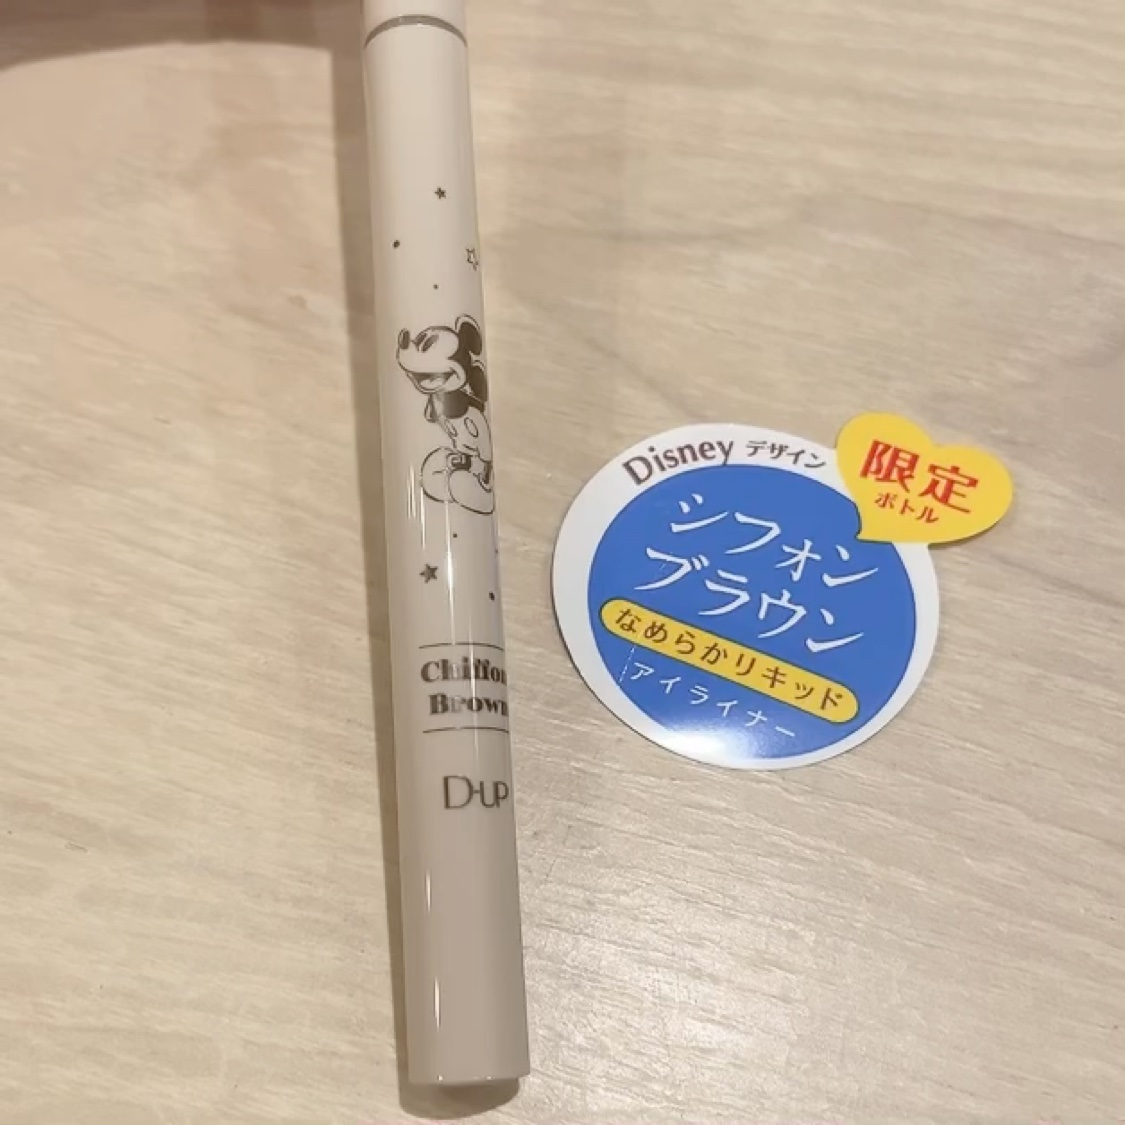 Chiffon
Brown
D-UP
Disney デザイン
限定
ボトル
シフォン
ブラウン
なめらかリキッド
アイライナー